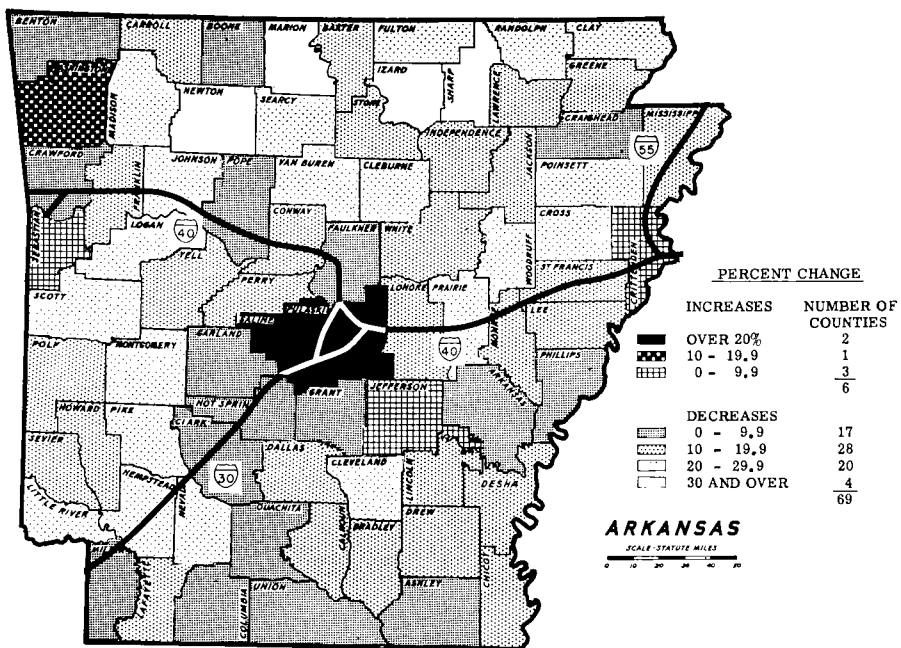 BENTON
CARROLL
BOONE
MARION
BAXTER
FULTON
RANDOLPH
CLAY
IZARD
SHARP
LAWRENCE
GREENE
MADISON
NEWTON
SEARCY
STONE
INDEPENDENCE
CRAIGHEAD
MISSISSIPPI
55
CRAWFORD
FRANKLIN
JOHNSON
POPE
VAN BUREN
CLEBURNE
JACKSON
POINSETT
SEBASTIAN
LOGAN
40
CONWAY
FAULKNER
WHITE
WOODRUFF
CROSS
CRITTENDEN
YELL
ST FRANCIS
SCOTT
PERRY
PULASKI
LONOKE
PRAIRIE
SALINE
MONROE
LEE
POLK
MONTGOMERY
GARLAND
40
PHILLIPS
ARKANSAS
HOWARD
PIKE
HOT SPRING
GRANT
JEFFERSON
CLARK
SEVIER
DALLAS
CLEVELAND
LINCOLN
DESHA
30
LITTLE RIVER
HEMPSTEAD
OUACHITA
CALHOUN
BRADLEY
DREW
LAFAYETTE
COLUMBIA
UNION
ASHLEY
CHICOT
PERCENT CHANGE
INCREASES NUMBER OF
COUNTIES
OVER 20% 2
10 - 19.9 1
0 - 9.9 3
6
DECREASES
0 - 9.9 17
10 - 19.9 28
20 - 29.9 20
30 AND OVER 4
69
ARKANSAS
SCALE-STATUTE MILES
0 10 20 30 40 50